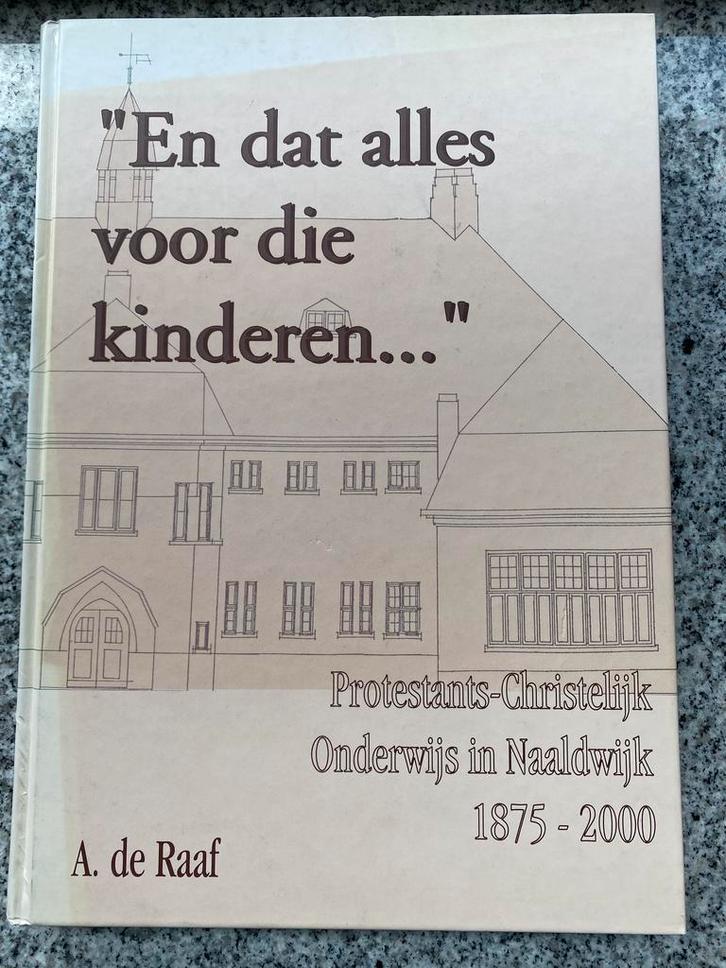 "En dat alles
voor die
kinderen..."
Protestants-Christelijk
Onderwijs in Naaldwijk
1875 - 2000
A. de Raaf